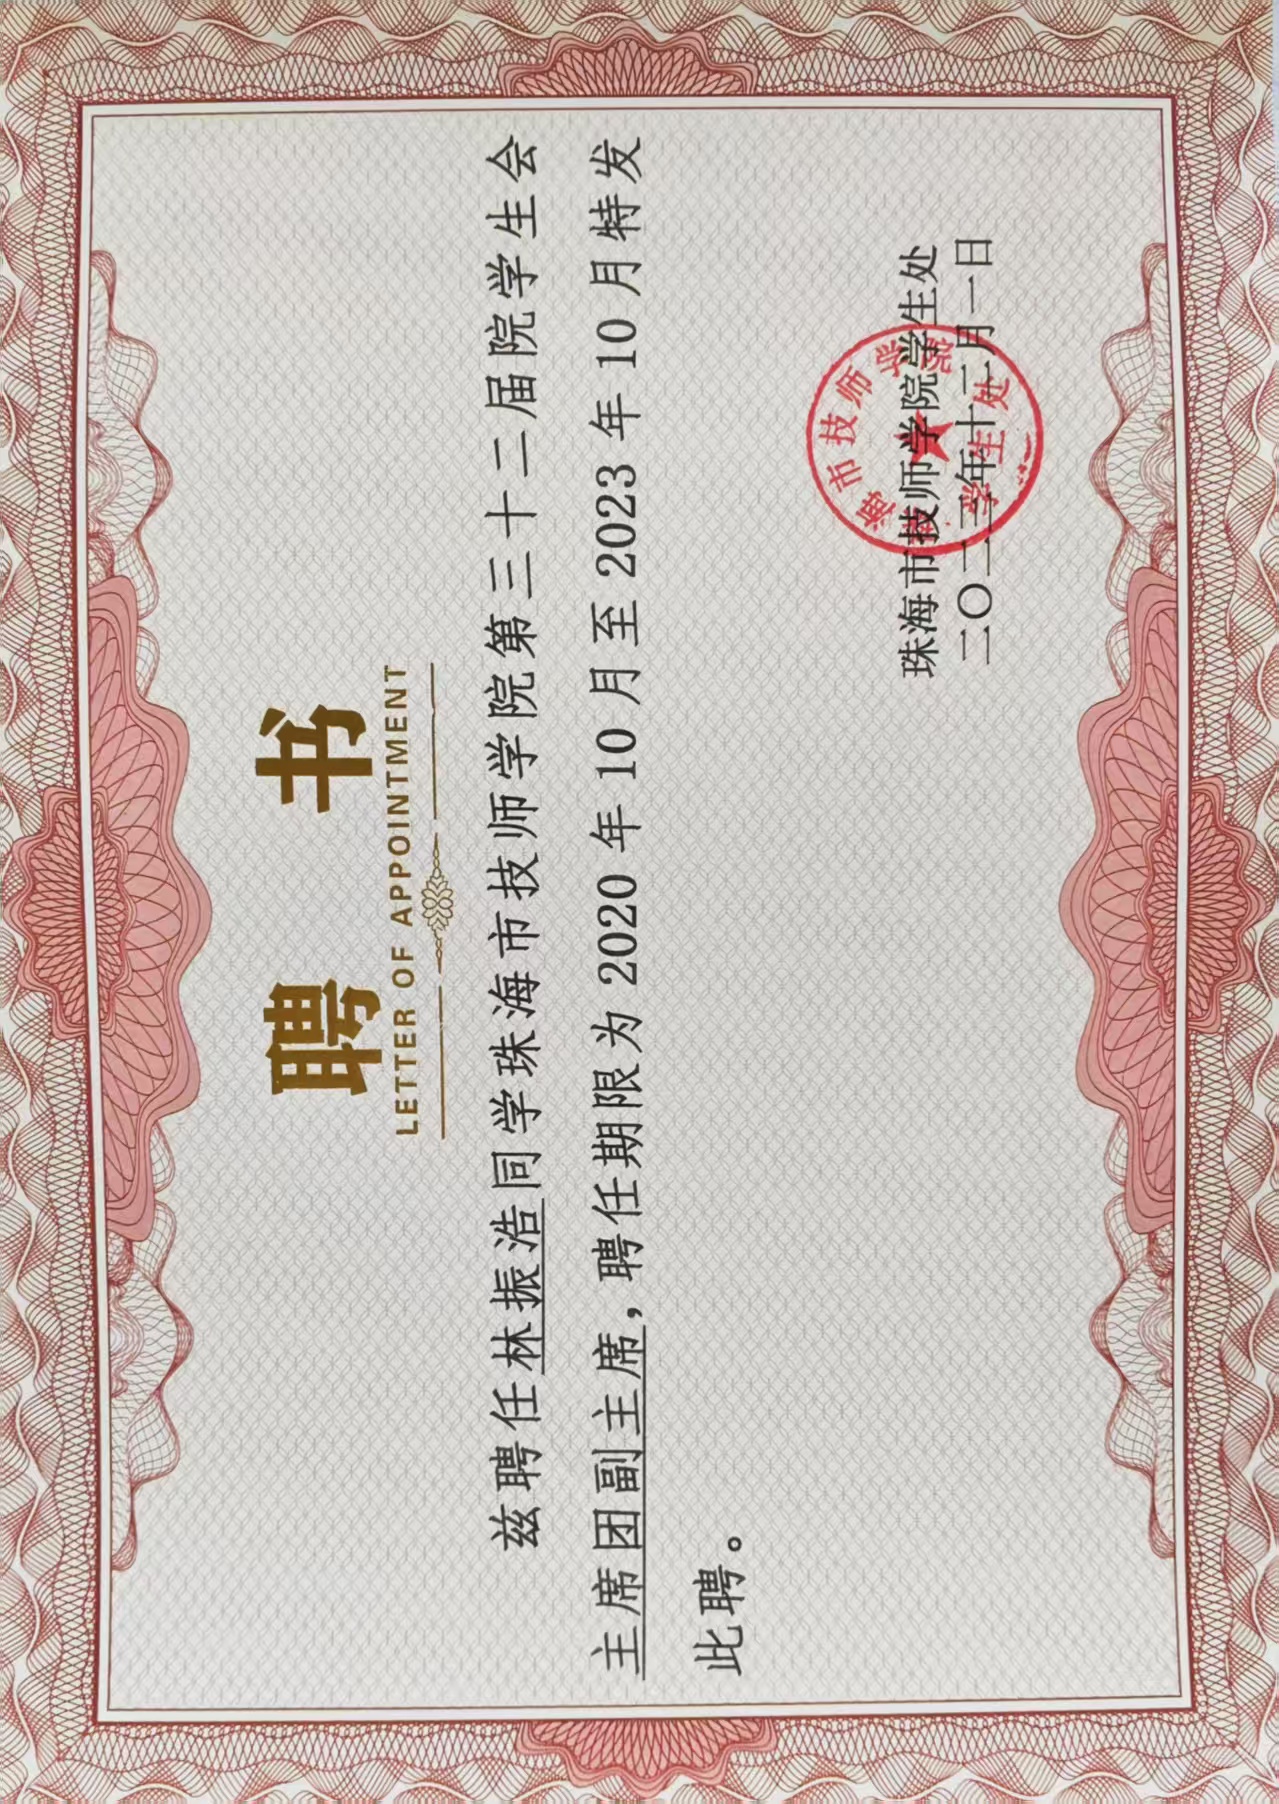 聘 书
LETTER OF APPOINTMENT
兹聘任林振浩同学珠海市技师学院第三十二届院学生会
主席团副主席，聘任期限为 2020 年 10 月至 2023 年 10 月特发
此聘。
珠海市技师学院学生处
二〇二三年十二月一日
珠海市技师学院
学生处